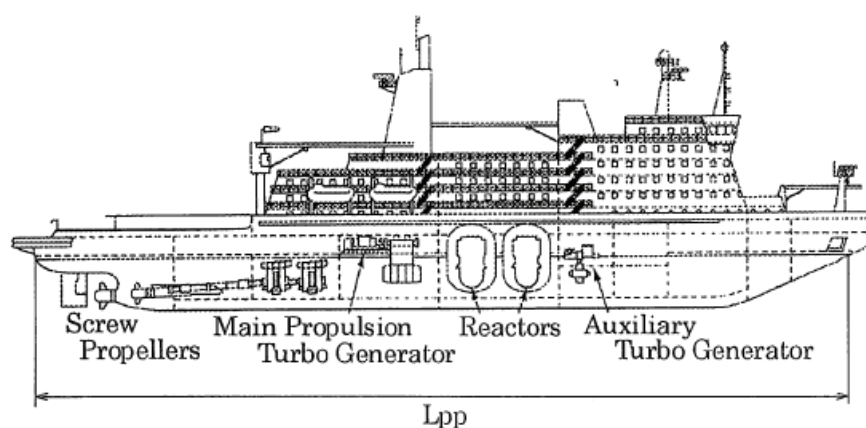 Screw
Propellers
Main Propulsion
Turbo Generator
Reactors
Auxiliary
Turbo Generator
Lpp